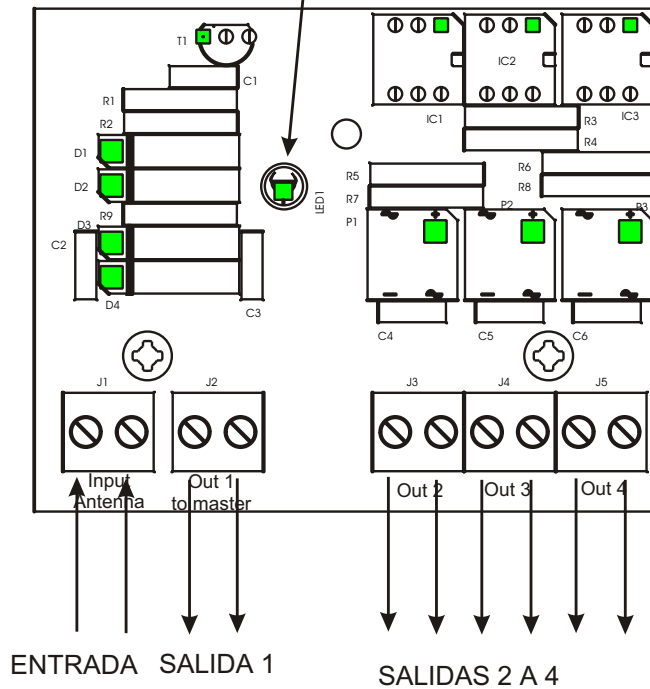 T1
C1
IC2
IC1
IC3
R1
R2
R3
R4
D1
D2
R5
R6
R7
R8
R9
D3
LED1
P1
P2
P3
C2
D4
C3
C4
C5
C6
J1
J2
J3
J4
J5
Input
Antenna
Out 1
to master
Out 2
Out 3
Out 4
ENTRADA
SALIDA 1
SALIDAS 2 A 4